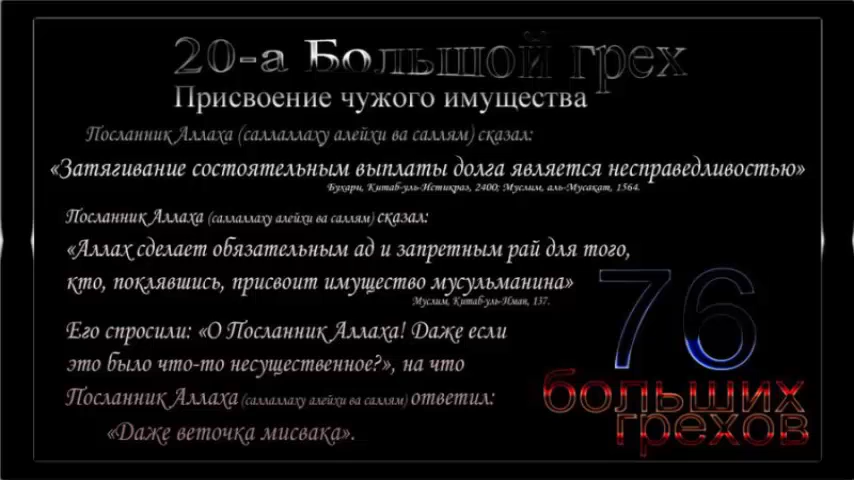 20-а Большой грех
Присвоение чужого имущества
Посланник Аллаха (саллаллаху алейхи ва саллям) сказал:
«Затягивание состоятельным выплаты долга является несправедливостью»
Бухари, Китаб-уль-Истикраз, 2400; Муслим, аль-Мусакат, 1564.
Посланник Аллаха (саллаллаху алейхи ва саллям) сказал:
«Аллах сделает обязательным ад и запретным рай для того,
кто, поклявшись, присвоит имущество мусульманина»
Муслим, Китаб-уль-Иман, 137.
Его спросили: «О Посланник Аллаха! Даже если
это было что-то несущественное?», на что
Посланник Аллаха (саллаллаху алейхи ва саллям) ответил:
«Даже веточка мисвака».
76
больших
грехов